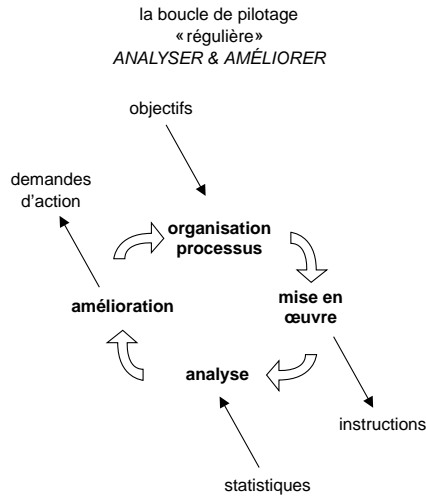 la boucle de pilotage
«régulière»
ANALYSER & AMÉLIORER
objectifs
demandes
d'action
organisation
processus
amélioration
mise en
œuvre
analyse
instructions
statistiques